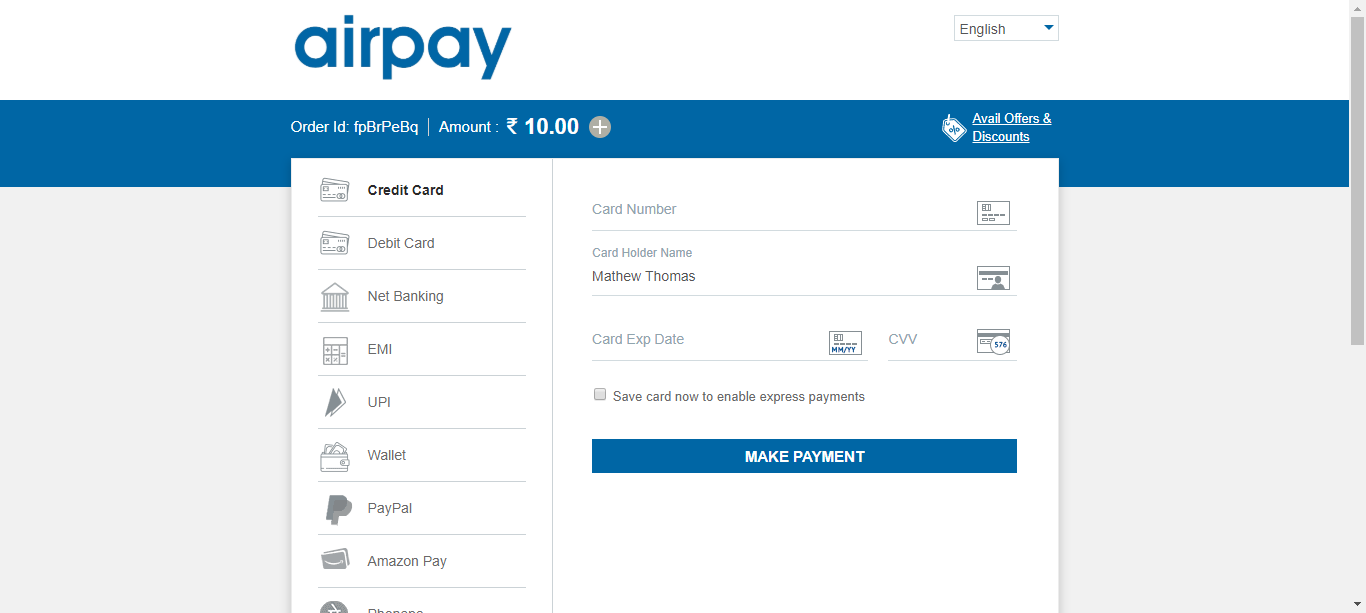 airpay
English
Order Id: fpBrPeBq
Amount : ₹ 10.00
Avail Offers &
Discounts
Credit Card
Debit Card
Net Banking
EMI
UPI
Wallet
PayPal
Amazon Pay
Card Number
Card Holder Name
Mathew Thomas
Card Exp Date
MM/YY
CVV
576
Save card now to enable express payments
MAKE PAYMENT